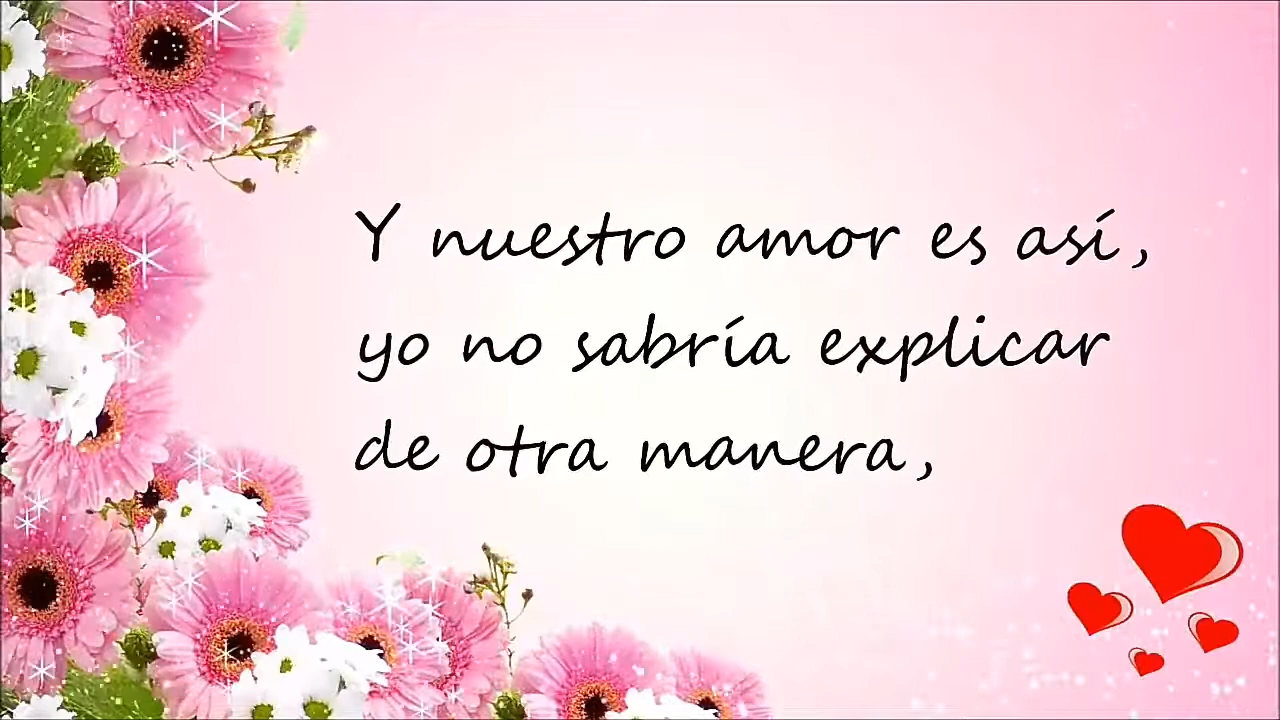 Y nuestro amor es así,
yo no sabría explicar
de otra manera,